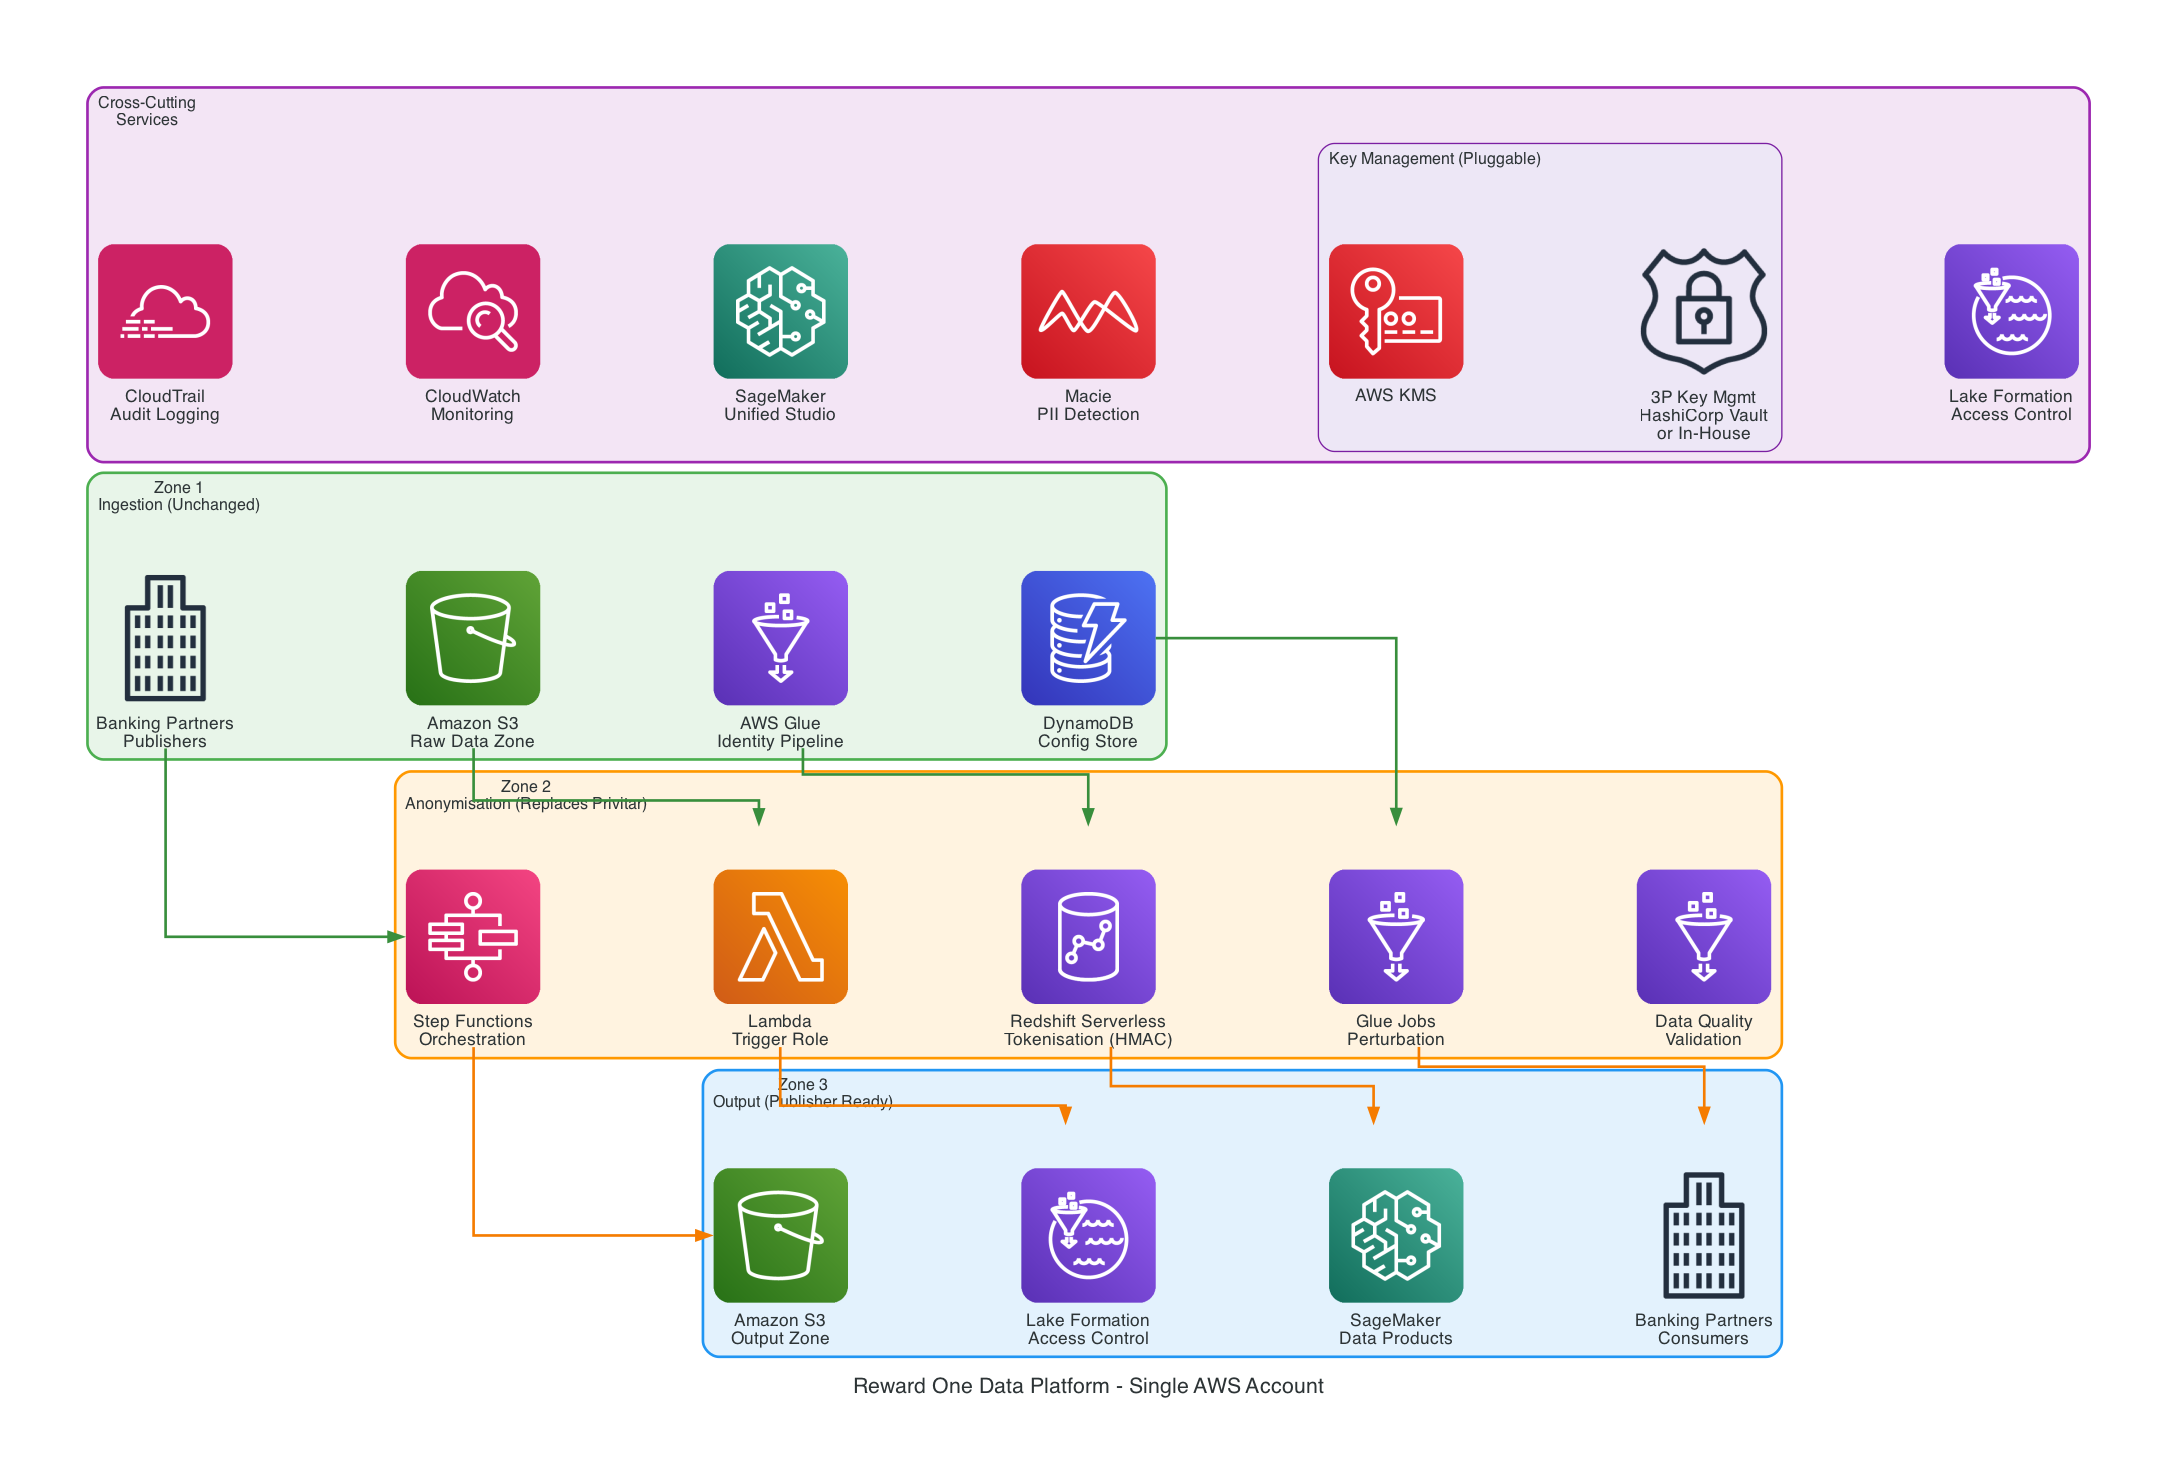 Cross-Cutting
Services
Key Management (Pluggable)
CloudTrail
Audit Logging
CloudWatch
Monitoring
SageMaker
Unified Studio
Macie
PII Detection
AWS KMS
3P Key Mgmt
HashiCorp Vault
or In-House
Lake Formation
Access Control
Zone 1
Ingestion (Unchanged)
Banking Partners
Publishers
Amazon S3
Raw Data Zone
AWS Glue
Identity Pipeline
DynamoDB
Config Store
Zone 2
Anonymisation (Replaces Privitar)
Step Functions
Orchestration
Lambda
Trigger Role
Redshift Serverless
Tokenisation (HMAC)
Glue Jobs
Perturbation
Data Quality
Validation
Zone 3
Output (Publisher Ready)
Amazon S3
Output Zone
Lake Formation
Access Control
SageMaker
Data Products
Banking Partners
Consumers
Reward One Data Platform - Single AWS Account